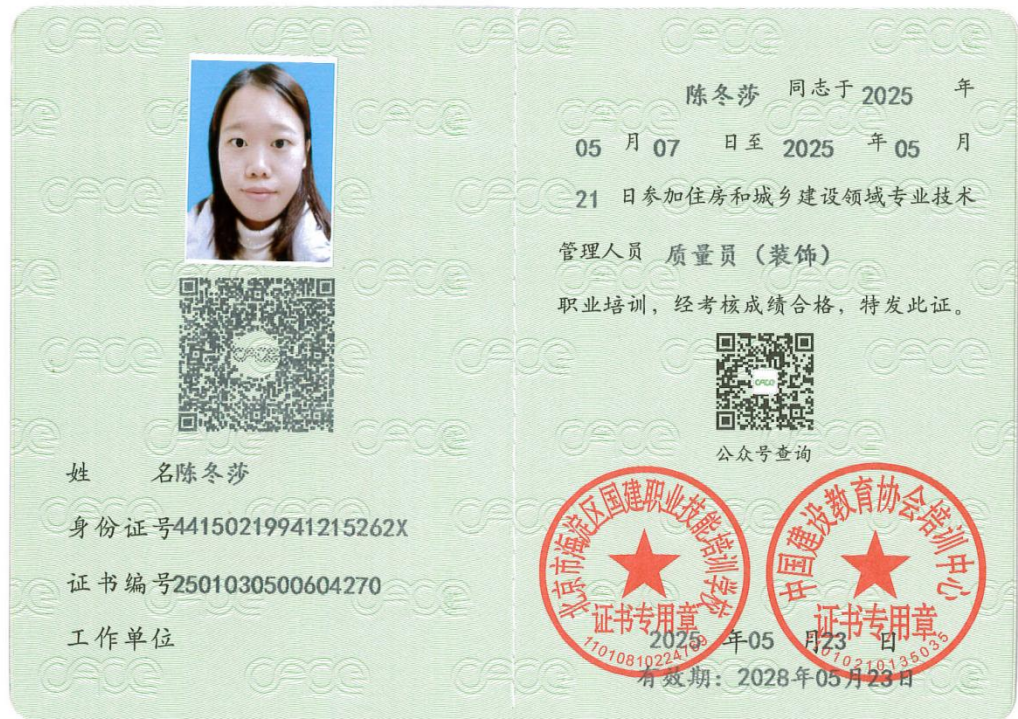 姓 名陈冬莎
身份证号44150219941215262X
证书编号2501030500604270
工作单位
陈冬莎 同志于 2025 年
05 月 07 日至 2025 年 05 月
21 日参加住房和城乡建设领域专业技术
管理人员 质量员（装饰）
职业培训，经考核成绩合格，特发此证。
公众号查询
北京市海淀区国建职业技能培训学校
证书专用章
中国建设教育协会培训中心
证书专用章
2025 年05 月23 日
有效期：2028年05月23日